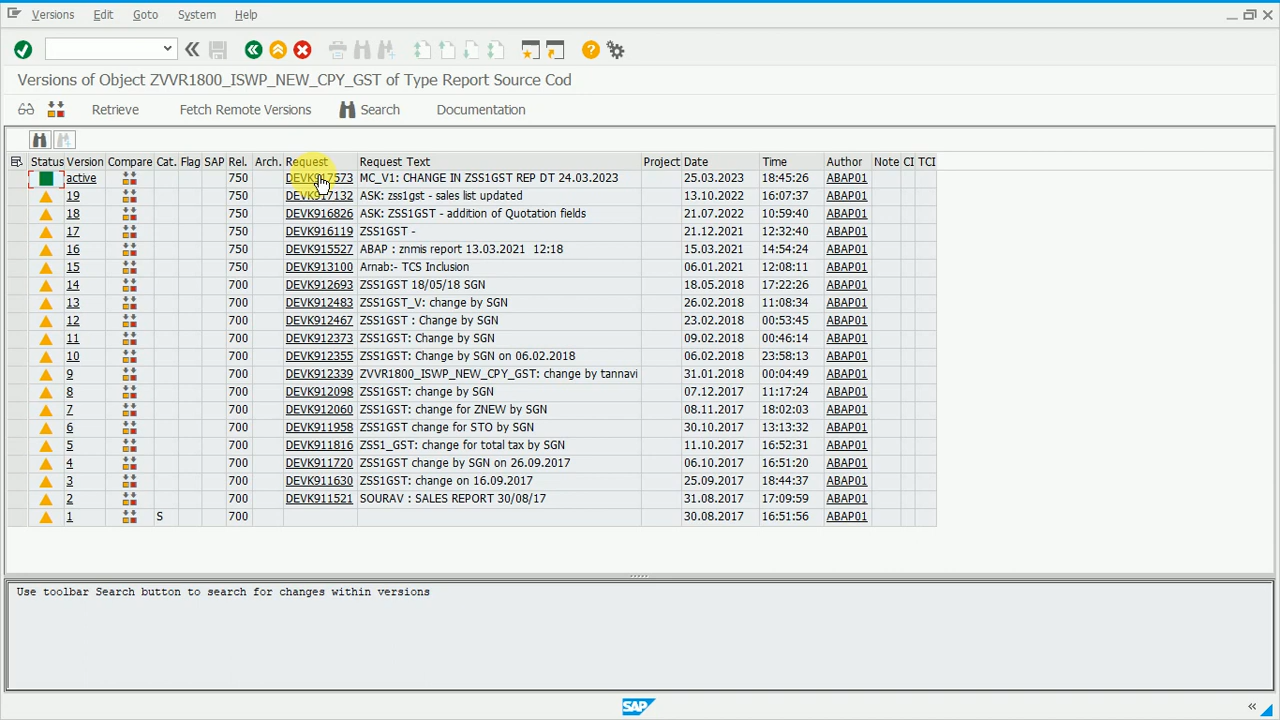 Versions Edit Goto System Help
Versions of Object ZVVR1800_ISWP_NEW_CPY_GST of Type Report Source Cod
Retrieve Fetch Remote Versions Search Documentation
Status Version Compare Cat. Flag SAP Rel. Arch. Request Request Text Project Date Time Author Note CI TCI
active 750 DEVK917573 MC_V1: CHANGE IN ZSS1GST REP DT 24.03.2023 25.03.2023 18:45:26 ABAP01
19 750 DEVK917132 ASK: zss1gst - sales list updated 13.10.2022 16:07:37 ABAP01
18 750 DEVK916826 ASK: ZSS1GST - addition of Quotation fields 21.07.2022 10:59:40 ABAP01
17 750 DEVK916119 ZSS1GST - 21.12.2021 12:32:40 ABAP01
16 750 DEVK915527 ABAP : znmis report 13.03.2021 12:18 15.03.2021 14:54:24 ABAP01
15 750 DEVK913100 Arnab:- TCS Inclusion 06.01.2021 12:08:11 ABAP01
14 700 DEVK912693 ZSS1GST 18/05/18 SGN 18.05.2018 17:22:26 ABAP01
13 700 DEVK912483 ZSS1GST_V: change by SGN 26.02.2018 11:08:34 ABAP01
12 700 DEVK912467 ZSS1GST : Change by SGN 23.02.2018 00:53:45 ABAP01
11 700 DEVK912373 ZSS1GST: Change by SGN 09.02.2018 00:46:14 ABAP01
10 700 DEVK912355 ZSS1GST: Change by SGN on 06.02.2018 06.02.2018 23:58:13 ABAP01
9 700 DEVK912339 ZVVR1800_ISWP_NEW_CPY_GST: change by tannavi 31.01.2018 00:04:49 ABAP01
8 700 DEVK912098 ZSS1GST: change by SGN 07.12.2017 11:17:24 ABAP01
7 700 DEVK912060 ZSS1GST: change for ZNEW by SGN 08.11.2017 18:02:03 ABAP01
6 700 DEVK911958 ZSS1GST change for STO by SGN 30.10.2017 13:13:32 ABAP01
5 700 DEVK911816 ZSS1_GST: change for total tax by SGN 11.10.2017 16:52:31 ABAP01
4 700 DEVK911720 ZSS1GST change by SGN on 26.09.2017 06.10.2017 16:51:20 ABAP01
3 700 DEVK911630 ZSS1GST: change on 16.09.2017 25.09.2017 18:44:37 ABAP01
2 700 DEVK911521 SOURAV : SALES REPORT 30/08/17 31.08.2017 17:09:59 ABAP01
1 S 700 30.08.2017 16:51:56 ABAP01
Use toolbar Search button to search for changes within versions
SAP